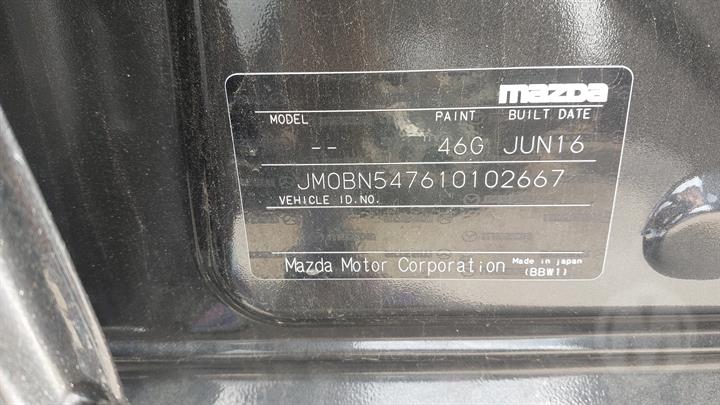 mazda
MODEL PAINT BUILT DATE
-- 46G JUN16
JM0BN547610102667
VEHICLE ID.NO.
Mazda Motor Corporation Made in japan
(BBW1)